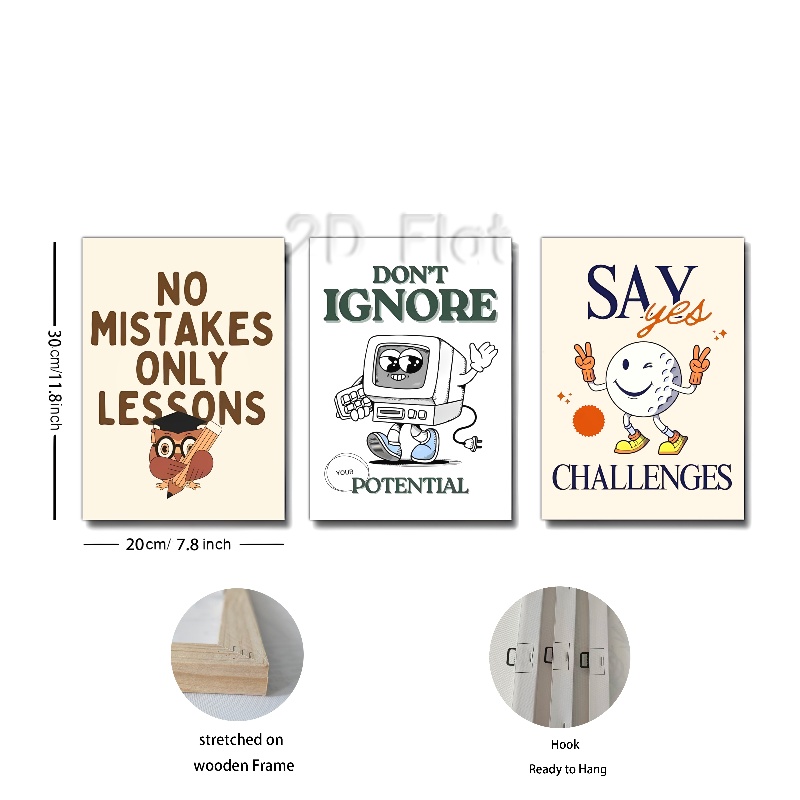 2D Flat
NO
MISTAKES
ONLY
LESSONS
DON'T
IGNORE
YOUR
POTENTIAL
SAY
yes
CHALLENGES
30cm/11.8inch
20cm/ 7.8 inch
stretched on
wooden Frame
Hook
Ready to Hang